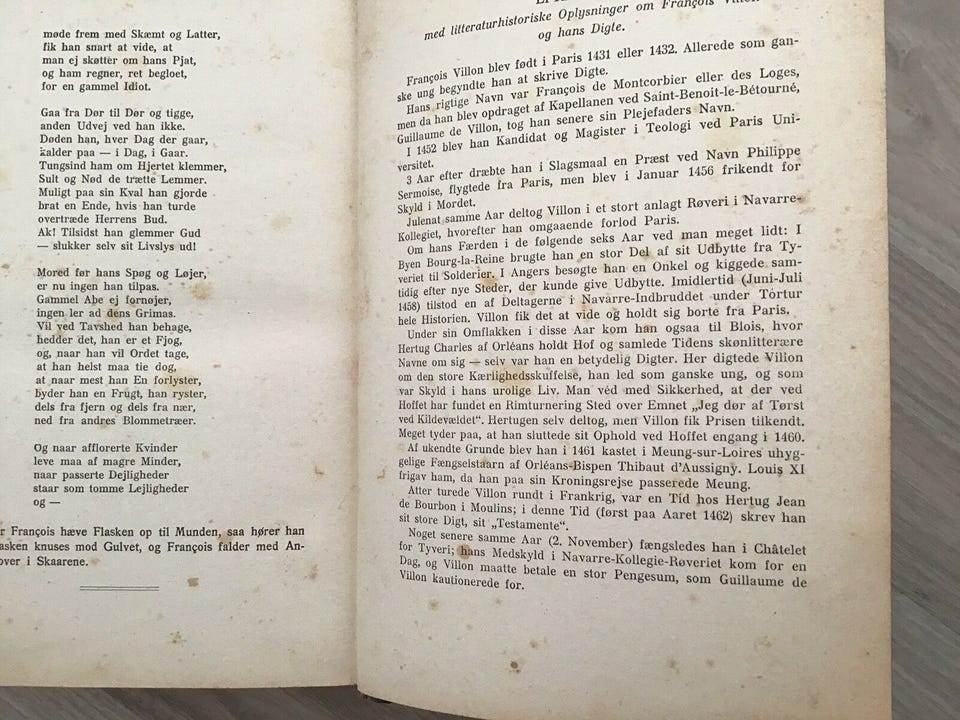 møde frem med Skæmt og Latter,
fik han snart at vide, at
man ej skøtter om hans Pjat,
og ham regner, ret begloet,
for en gammel Idiot.
Gaa fra Dør til Dør og tigge,
anden Udvej ved han ikke.
Døden han, hver Dag der gaar,
kalder paa — i Dag, i Gaar.
Tungsind ham om Hjertet klemmer,
Sult og Nød de trætte Lemmer.
Muligt paa sin Kval han gjorde
brat en Ende, hvis han turde
overtræde Herrens Bud.
Ak! Tilsidst han glemmer Gud
— slukker selv sit Livslys ud!
Mored før hans Spøg og Løjer,
er nu ingen han tilpas.
Gammel Abe ej fornøjer,
ingen ler ad dens Grimas.
Vil ved Tavshed han behage,
hedder det, han er et Fjog,
og, naar han vil Ordet tage,
at han helst maa tie dog,
at naar mest han En forlyster,
byder han en Frugt, han ryster,
dels fra fjern og dels fra nær,
ned fra andres Blommetræer.
Og naar afflorerte Kvinder
leve maa af magre Minder,
naar passerte Dejligheder
staar som tomme Lejligheder
og —
r François hæve Flasken op til Munden, saa hører han
asken knuses mod Gulvet, og François falder med An-
over i Skaarene.
med litteraturhistoriske Oplysninger om François Villon
og hans Digte.
François Villon blev født i Paris 1431 eller 1432. Allerede som gan-
ske ung begyndte han at skrive Digte.
Hans rigtige Navn var François de Montcorbier eller des Loges,
men da han blev opdraget af Kapellanen ved Saint-Benoit-le-Bétourné,
Guillaume de Villon, tog han senere sin Plejefaders Navn.
I 1452 blev han Kandidat og Magister i Teologi ved Paris Uni-
versitet.
3 Aar efter dræbte han i Slagsmaal en Præst ved Navn Philippe
Sermoise, flygtede fra Paris, men blev i Januar 1456 frikendt for
Skyld i Mordet.
Julenat samme Aar deltog Villon i et stort anlagt Røveri i Navarre-
Kollegiet, hvorefter han omgaaende forlod Paris.
Om hans Færden i de følgende seks Aar ved man meget lidt: I
Byen Bourg-la-Reine brugte han en stor Del af sit Udbytte fra Ty-
veriet til Solderier. I Angers besøgte han en Onkel og kiggede sam-
tidig efter nye Steder, der kunde give Udbytte. Imidlertid (Juni-Juli
1458) tilstod en af Deltagerne i Navarre-Indbruddet under Tortur
hele Historien. Villon fik det at vide og holdt sig borte fra Paris.
Under sin Omflakken i disse Aar kom han ogsaa til Blois, hvor
Hertug Charles af Orléans holdt Hof og samlede Tidens skønlitterære
Navne om sig — selv var han en betydelig Digter. Her digtede Villon
om den store Kærlighedsskuffelse, han led som ganske ung, og som
var Skyld i hans urolige Liv. Man véd med Sikkerhed, at der ved
Hoffet har fundet en Rimturnering Sted over Emnet „Jeg dør af Tørst
ved Kildevældet“. Hertugen selv deltog, men Villon fik Prisen tilkendt.
Meget tyder paa, at han sluttede sit Ophold ved Hoffet engang i 1460.
Af ukendte Grunde blev han i 1461 kastet i Meung-sur-Loires uhyg-
gelige Fængselstaarn af Orléans-Bispen Thibaut d'Aussigny. Louis XI
frigav ham, da han paa sin Kroningsrejse passerede Meung.
Atter turede Villon rundt i Frankrig, var en Tid hos Hertug Jean
de Bourbon i Moulins; i denne Tid (først paa Aaret 1462) skrev han
sit store Digt, sit „Testamente“.
Noget senere samme Aar (2. November) fængsledes han i Châtelet
for Tyveri; hans Medskyld i Navarre-Kollegie-Røveriet kom for en
Dag, og Villon maatte betale en stor Pengesum, som Guillaume de
Villon kautionerede for.